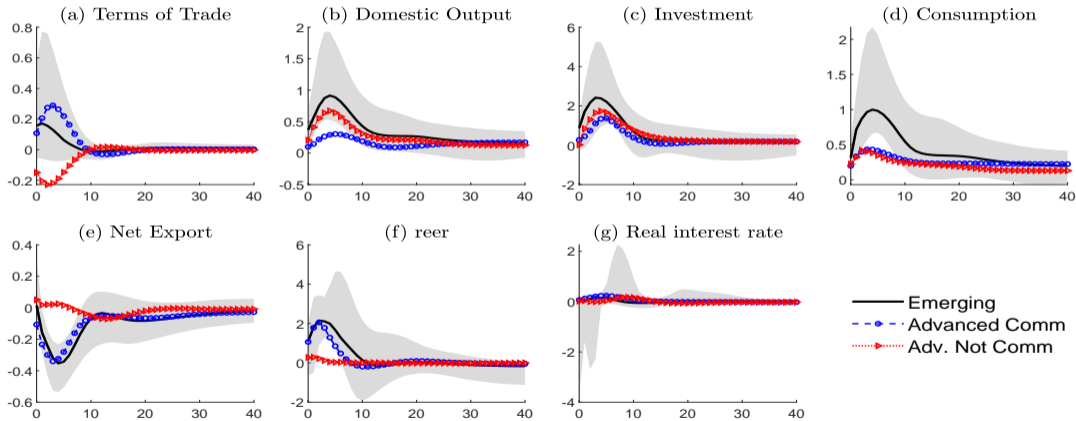 (a) Terms of Trade
0.8
0.6
0.4
0.2
0
-0.2
0 10 20 30 40
(b) Domestic Output
2
1.5
1
0.5
0
-0.5
0 10 20 30 40
(c) Investment
6
4
2
0
-2
0 10 20 30 40
(d) Consumption
2
1.5
1
0.5
0
0 10 20 30 40
(e) Net Export
0.4
0.2
0
-0.2
-0.4
-0.6
0 10 20 30 40
(f) reer
6
4
2
0
-2
0 10 20 30 40
(g) Real interest rate
2
0
-2
-4
0 10 20 30 40
Emerging
Advanced Comm
Adv. Not Comm